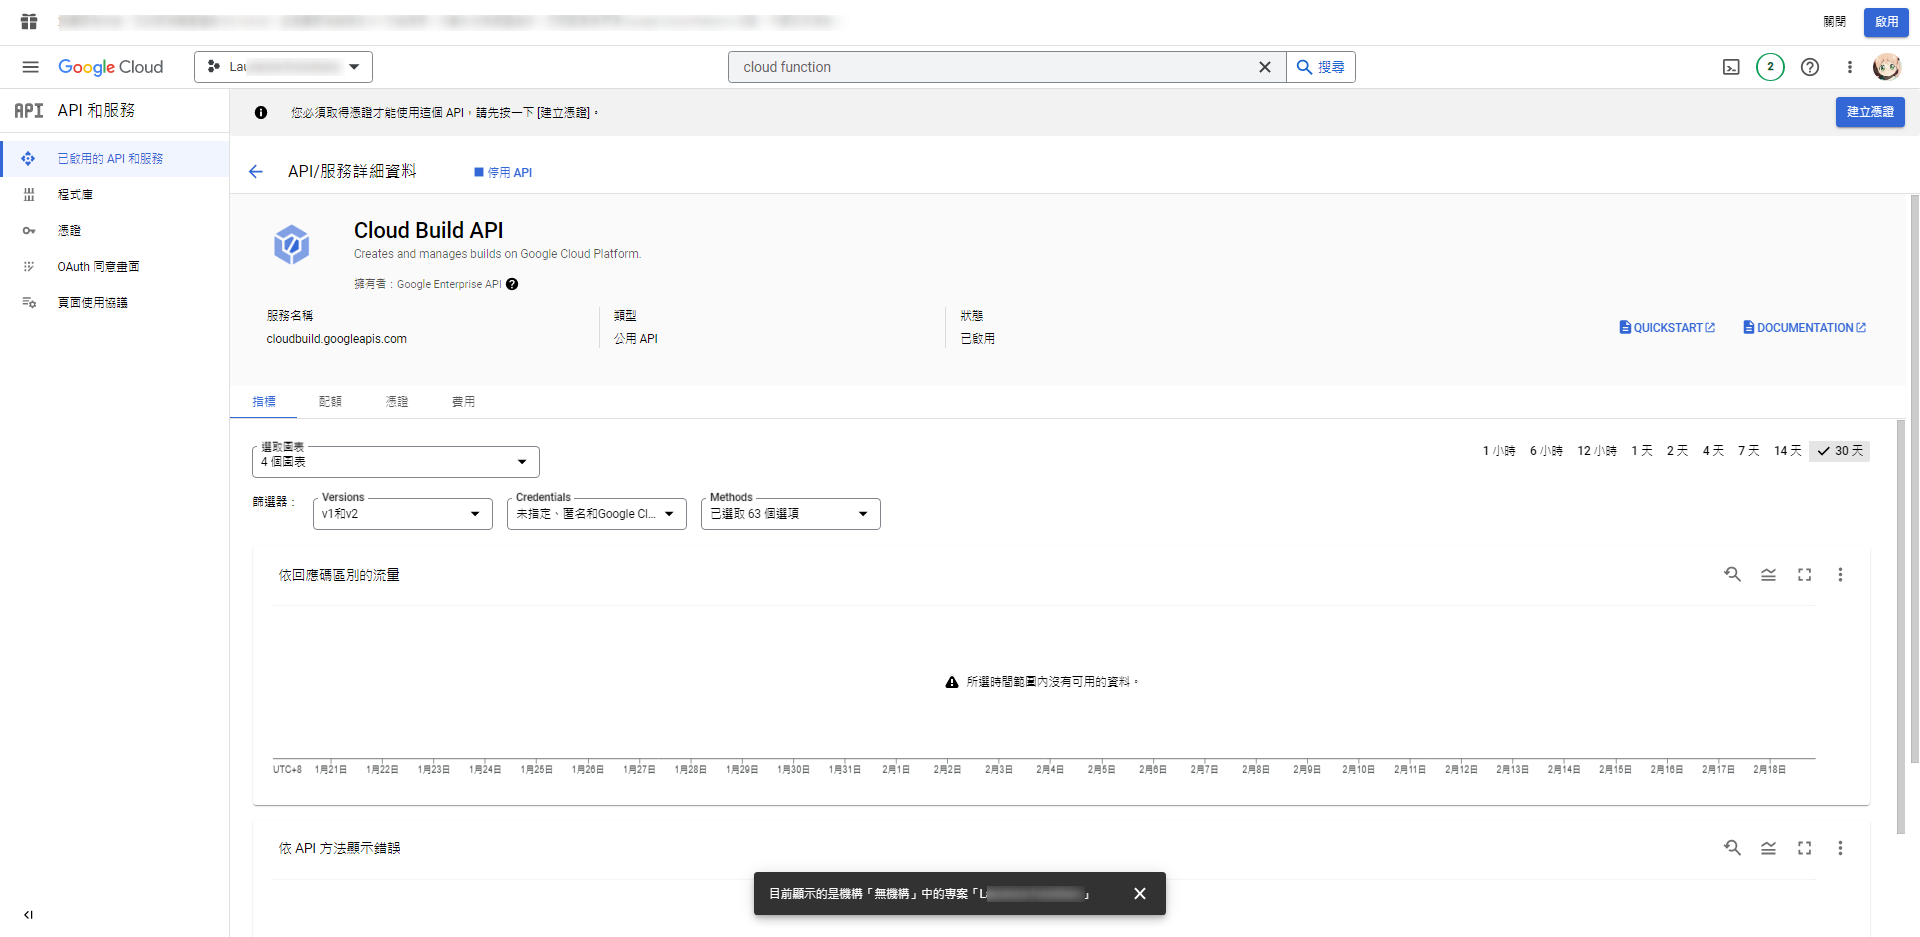 關閉
啟用
Google Cloud
Lau
cloud function
搜尋
2
API
API 和服務
您必須取得憑證才能使用這個 API，請先按一下 [建立憑證]。
建立憑證
已啟用的 API 和服務
程式庫
憑證
OAuth 同意畫面
頁面使用協議
API/服務詳細資料
停用 API
Cloud Build API
Creates and manages builds on Google Cloud Platform.
擁有者：Google Enterprise API
服務名稱
cloudbuild.googleapis.com
類型
公用 API
狀態
已啟用
QUICKSTART
DOCUMENTATION
指標
配額
憑證
費用
選取圖表
4 個圖表
1 小時 6 小時 12 小時 1 天 2 天 4 天 7 天 14 天 30 天
篩選器：
Versions
v1和v2
Credentials
未指定、匿名和Google Cl...
Methods
已選取 63 個選項
依回應碼區別的流量
所選時間範圍內沒有可用的資料。
UTC+8 1月21日 1月22日 1月23日 1月24日 1月25日 1月26日 1月27日 1月28日 1月29日 1月30日 1月31日 2月1日 2月2日 2月3日 2月4日 2月5日 2月6日 2月7日 2月8日 2月9日 2月10日 2月11日 2月12日 2月13日 2月14日 2月15日 2月16日 2月17日 2月18日
依 API 方法顯示錯誤
目前顯示的是機構「無機構」中的專案「L 」